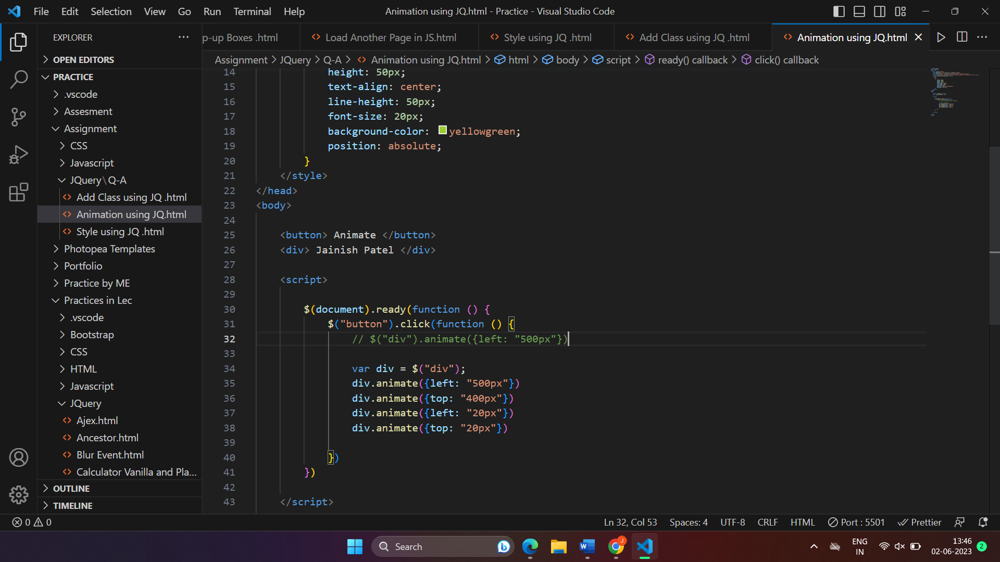 File Edit Selection View Go Run Terminal Help
Animation using JQ.html - Practice - Visual Studio Code
EXPLORER
p-up Boxes .html
Load Another Page in JS.html
Style using JQ .html
Add Class using JQ .html
Animation using JQ.html
Assignment > JQuery > Q-A > Animation using JQ.html > html > body > script > ready() callback > click() callback
OPEN EDITORS
PRACTICE
.vscode
Assesment
Assignment
CSS
Javascript
JQuery\Q-A
Add Class using JQ .html
Animation using JQ.html
Style using JQ .html
Photopea Templates
Portfolio
Practice by ME
Practices in Lec
.vscode
Bootstrap
CSS
HTML
Javascript
JQuery
Ajex.html
Ancestor.html
Blur Event.html
Calculator Vanilla and Pla...
OUTLINE
TIMELINE
14 height: 50px;
15 text-align: center;
16 line-height: 50px;
17 font-size: 20px;
18 background-color: yellowgreen;
19 position: absolute;
20 }
21 </style>
22 </head>
23 <body>
24
25 <button> Animate </button>
26 <div> Jainish Patel </div>
27
28 <script>
29
30 $(document).ready(function () {
31 $("button").click(function () {
32 // $("div").animate({left: "500px"})
33
34 var div = $("div");
35 div.animate({left: "500px"})
36 div.animate({top: "400px"})
37 div.animate({left: "20px"})
38 div.animate({top: "20px"})
39
40 })
41 })
42
43 </script>
0 0
Ln 32, Col 53 Spaces: 4 UTF-8 CRLF HTML Port : 5501 Prettier
Search
ENG
IN
13:46
02-06-2023
2